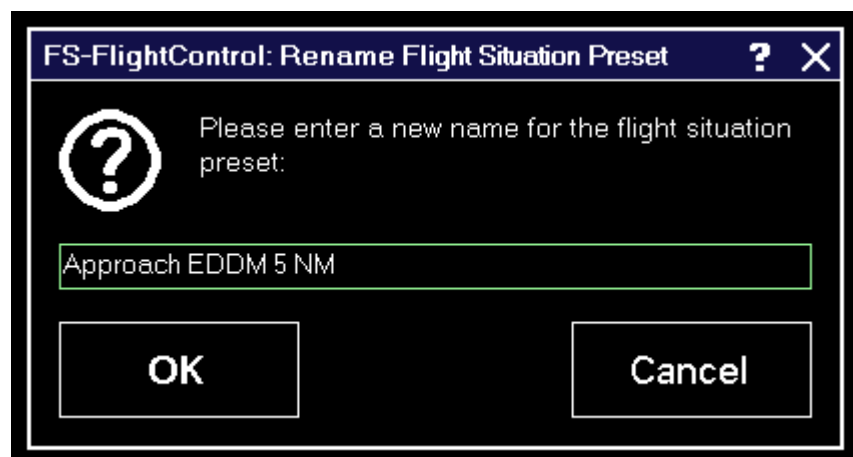 FS-FlightControl: Rename Flight Situation Preset ? X
?
Please enter a new name for the flight situation
preset:
Approach EDDM 5 NM
OK Cancel